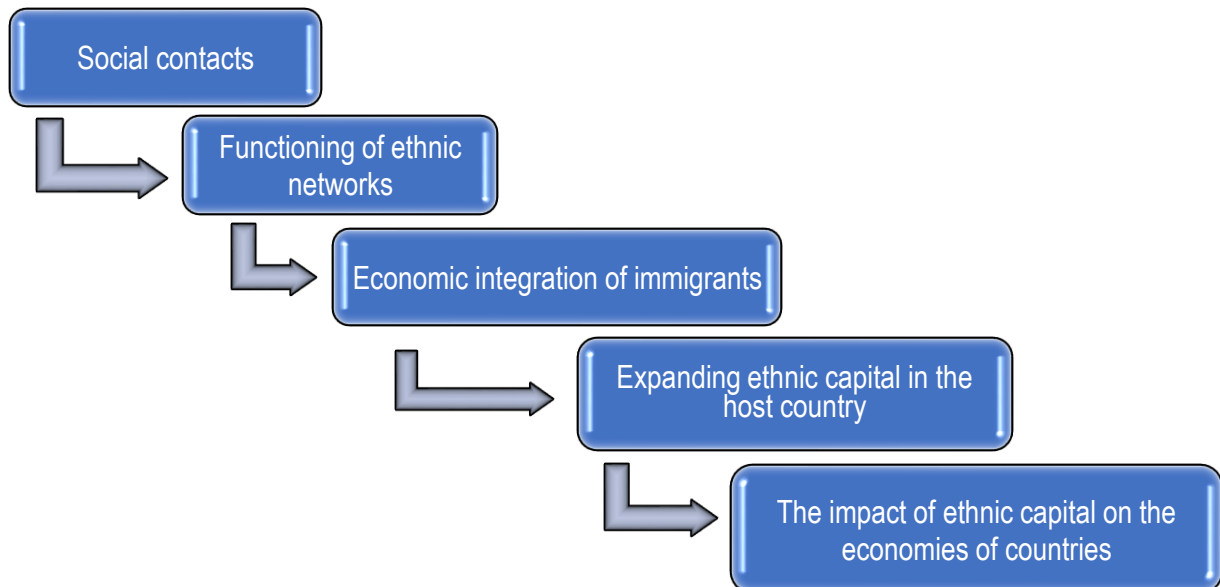 Social contacts
Functioning of ethnic
networks
Economic integration of immigrants
Expanding ethnic capital in the
host country
The impact of ethnic capital on the
economies of countries